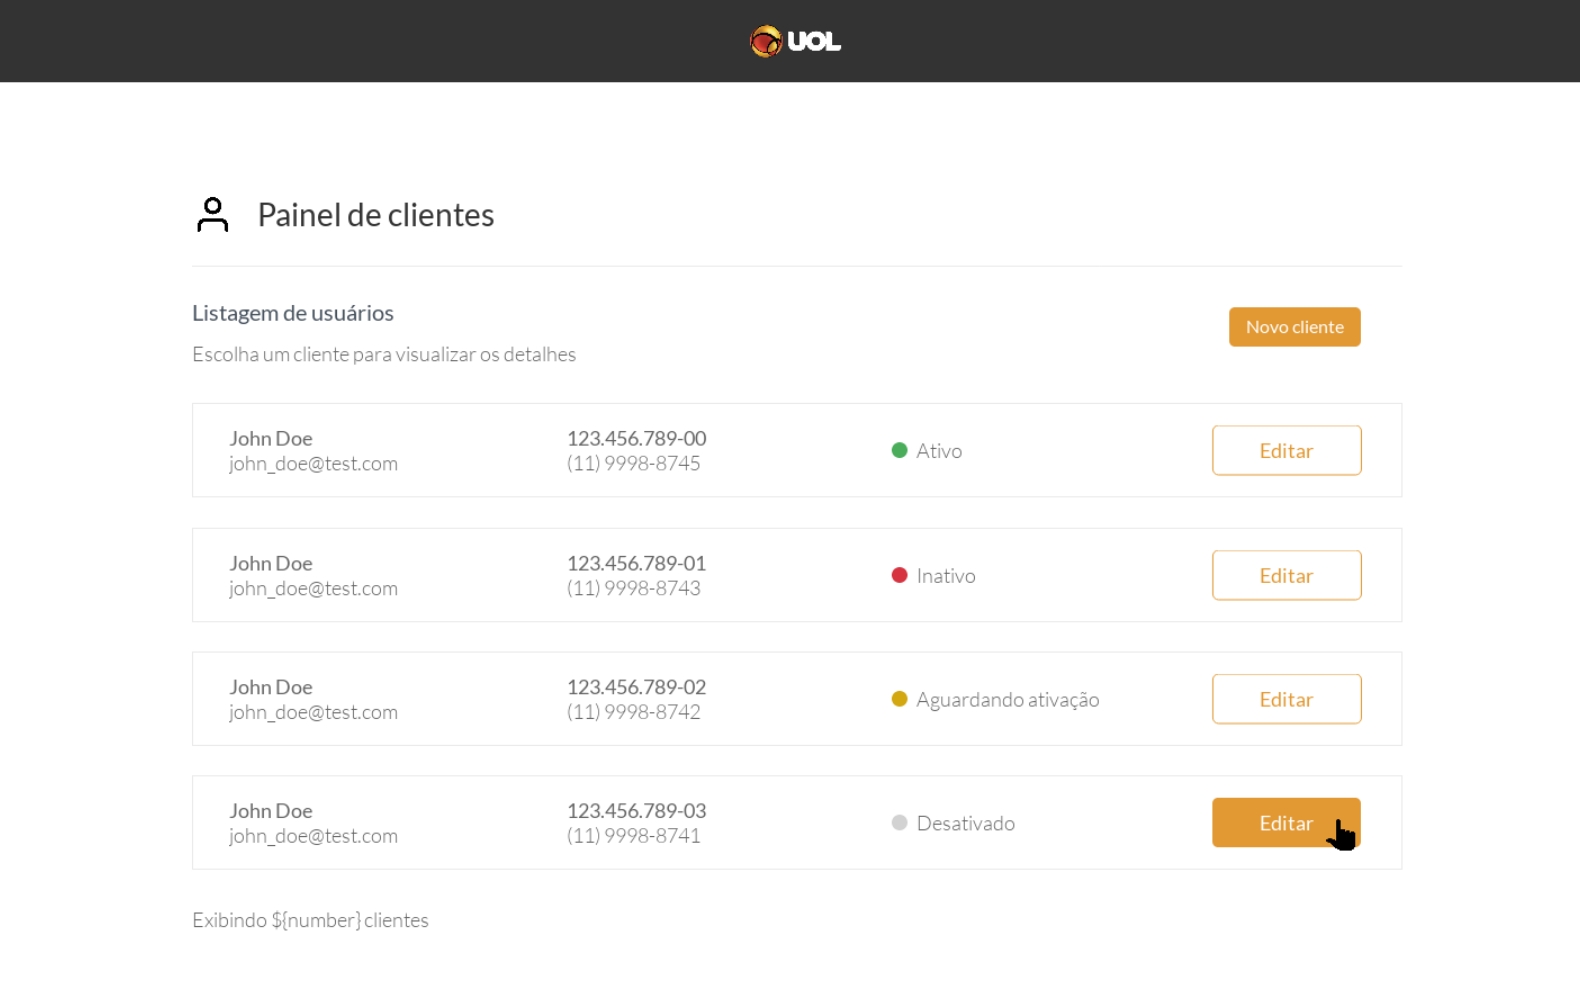 UOL
Painel de clientes
Listagem de usuários
Novo cliente
Escolha um cliente para visualizar os detalhes
John Doe 123.456.789-00
john_doe@test.com (11) 9998-8745
Ativo
Editar
John Doe 123.456.789-01
john_doe@test.com (11) 9998-8743
Inativo
Editar
John Doe 123.456.789-02
john_doe@test.com (11) 9998-8742
Aguardando ativação
Editar
John Doe 123.456.789-03
john_doe@test.com (11) 9998-8741
Desativado
Editar
Exibindo ${number} clientes